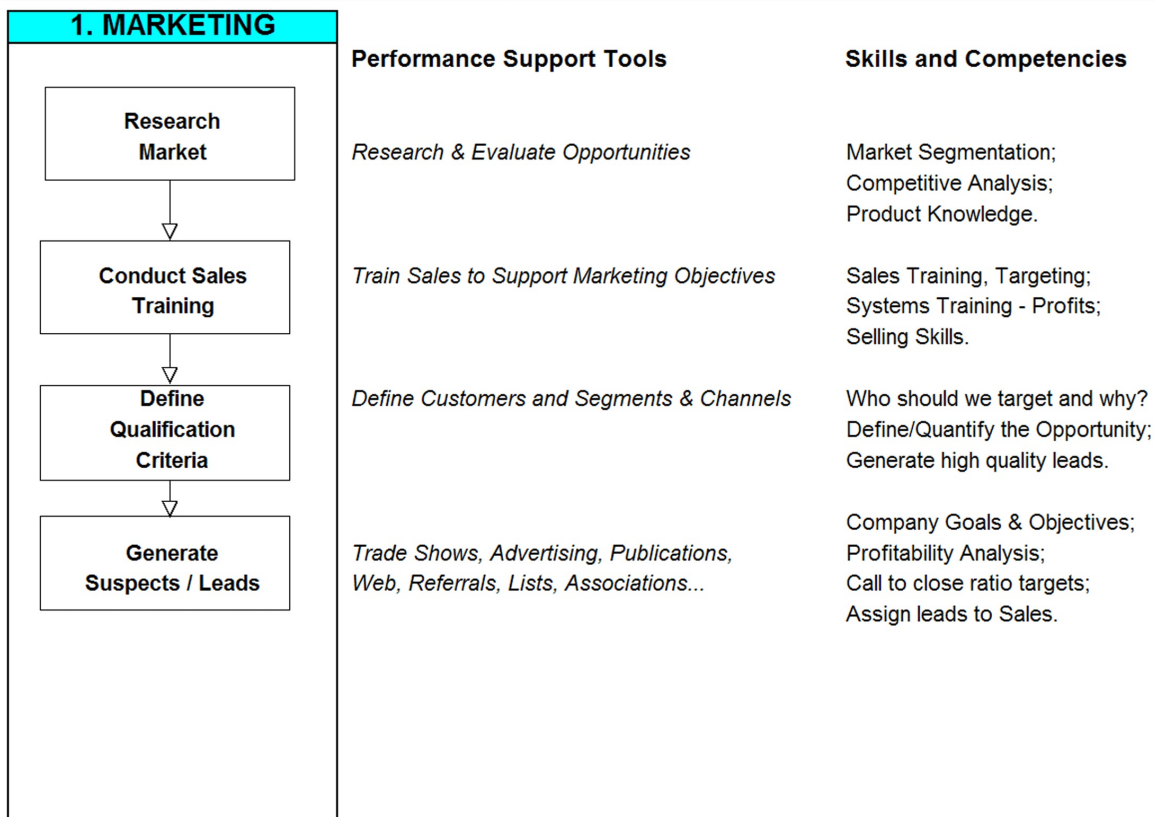 1. MARKETING
Performance Support Tools
Skills and Competencies
Research
Market
Research & Evaluate Opportunities
Market Segmentation;
Competitive Analysis;
Product Knowledge.
Conduct Sales
Training
Train Sales to Support Marketing Objectives
Sales Training, Targeting;
Systems Training - Profits;
Selling Skills.
Define
Qualification
Criteria
Define Customers and Segments & Channels
Who should we target and why?
Define/Quantify the Opportunity;
Generate high quality leads.
Generate
Suspects / Leads
Trade Shows, Advertising, Publications,
Web, Referrals, Lists, Associations...
Company Goals & Objectives;
Profitability Analysis;
Call to close ratio targets;
Assign leads to Sales.